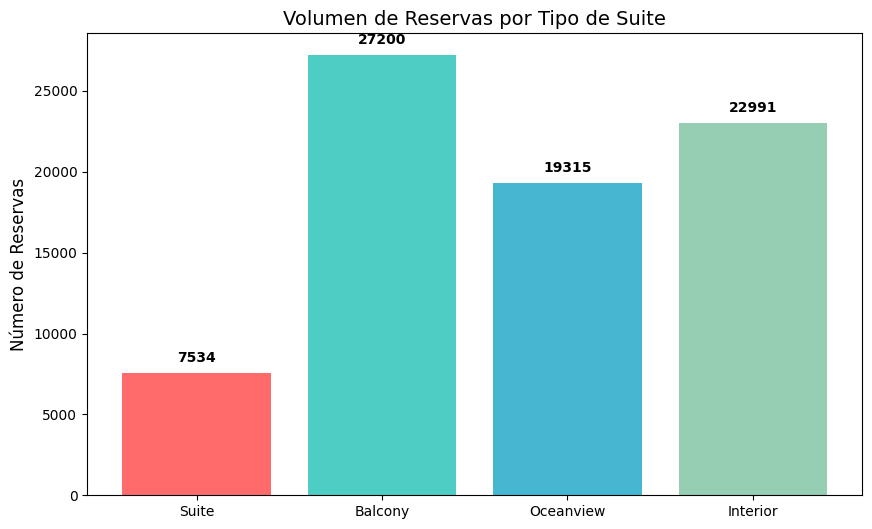 Volumen de Reservas por Tipo de Suite
Número de Reservas
25000
20000
15000
10000
5000
0
7534
27200
19315
22991
Suite
Balcony
Oceanview
Interior